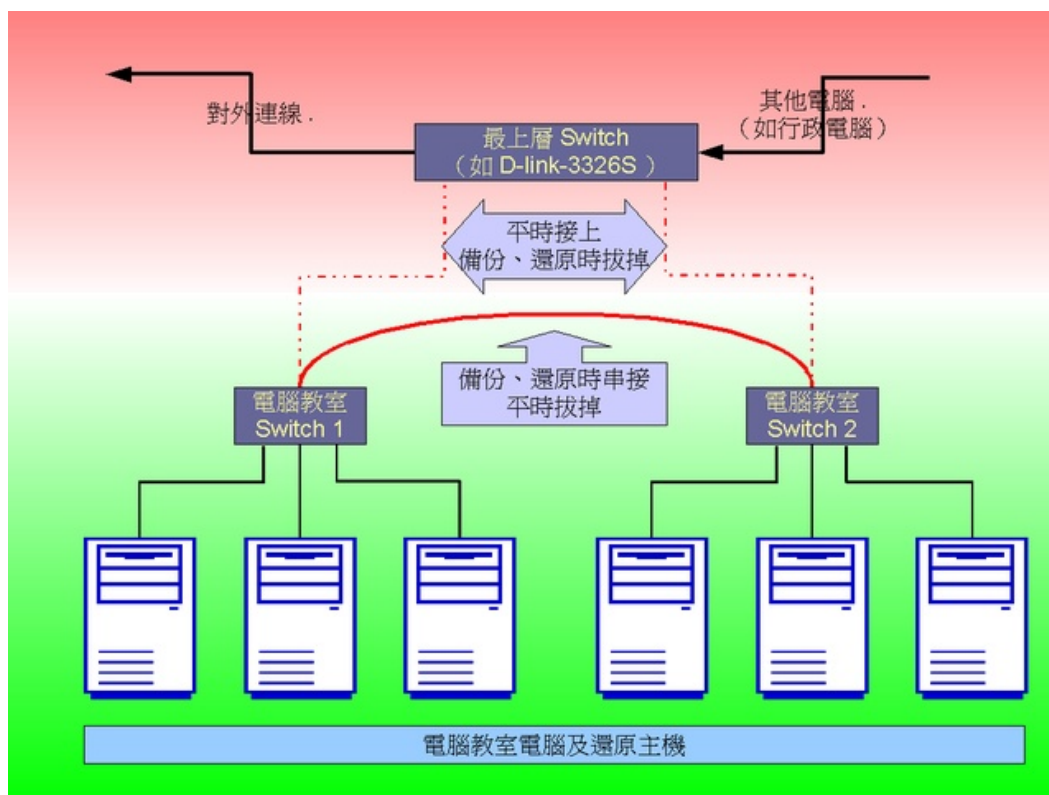 對外連線 .
其他電腦 .
（如行政電腦）
最上層 Switch
（如 D-link-3326S ）
平時接上
備份、還原時拔掉
備份、還原時串接
平時拔掉
電腦教室
Switch 1
電腦教室
Switch 2
電腦教室電腦及還原主機